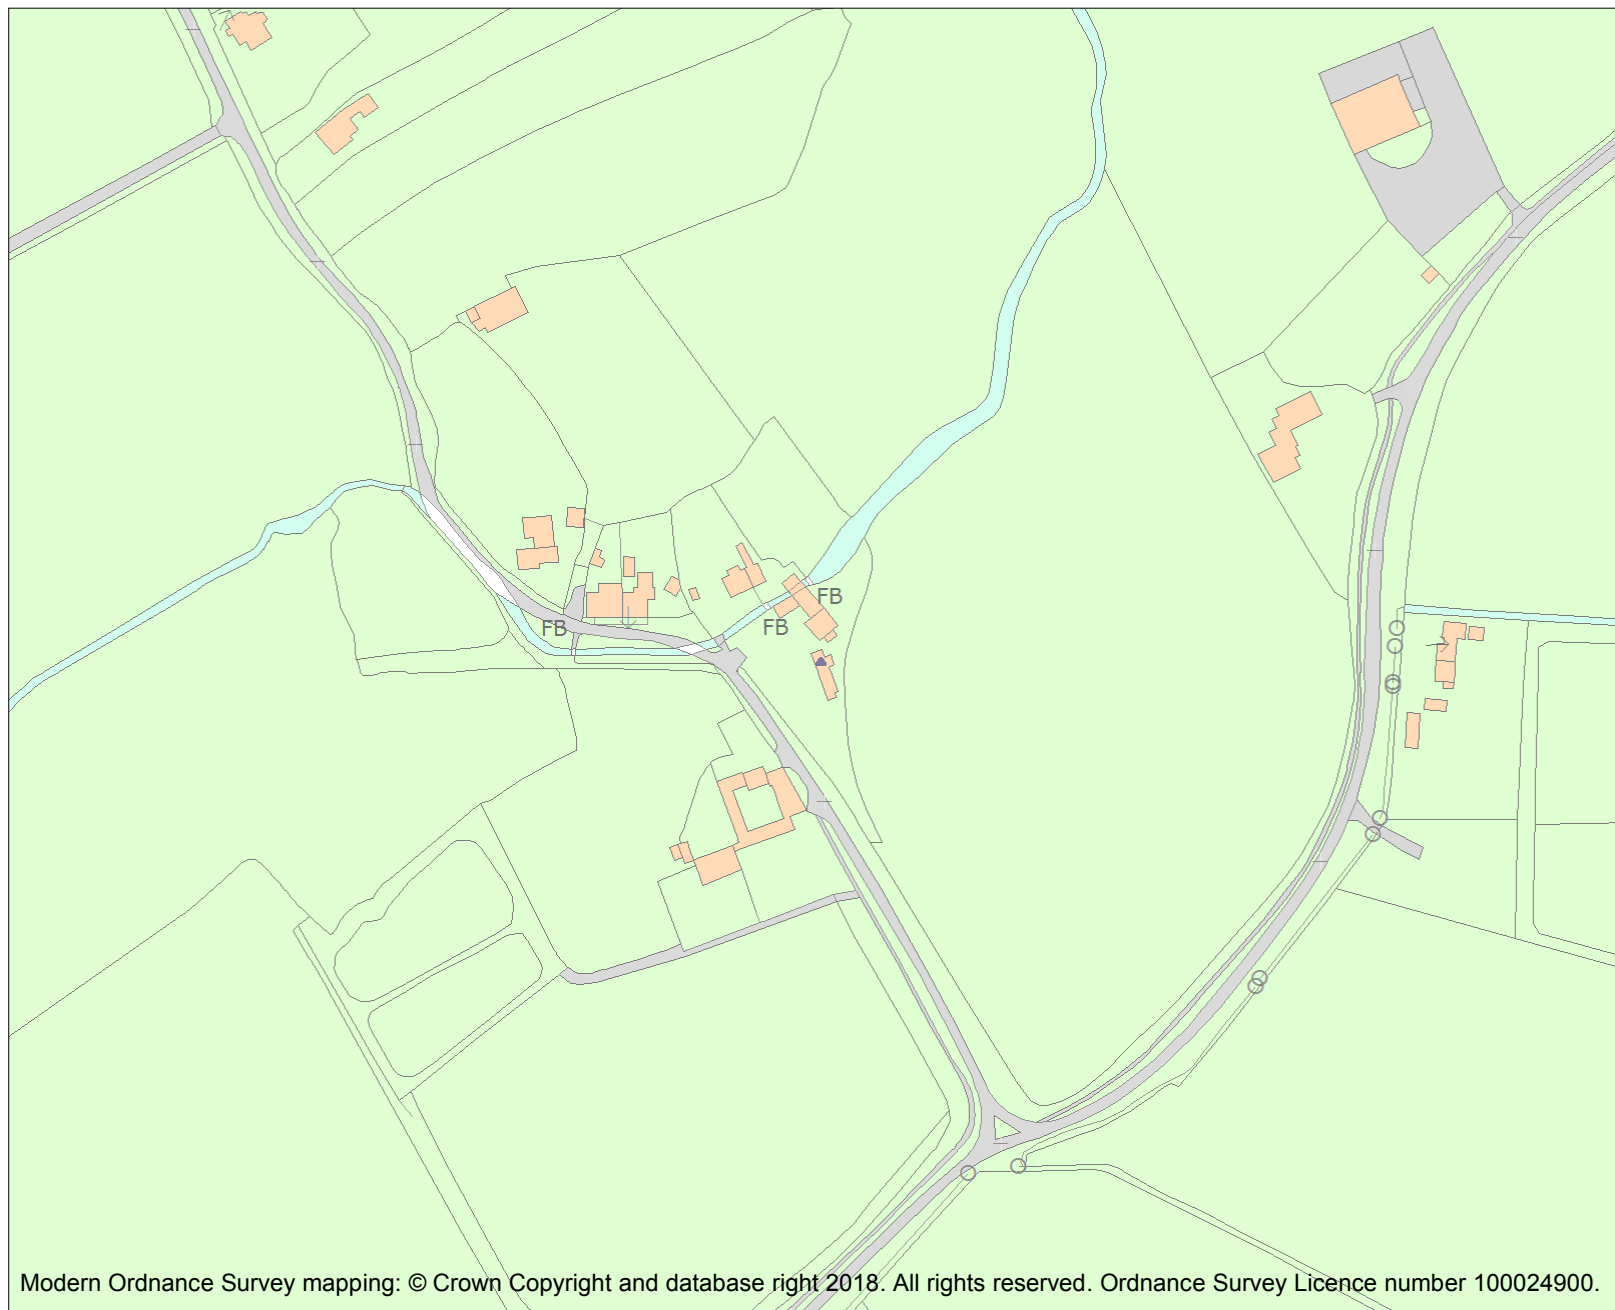 FB
FB
FB
Modern Ordnance Survey mapping: © Crown Copyright and database right 2018. All rights reserved. Ordnance Survey Licence number 100024900.